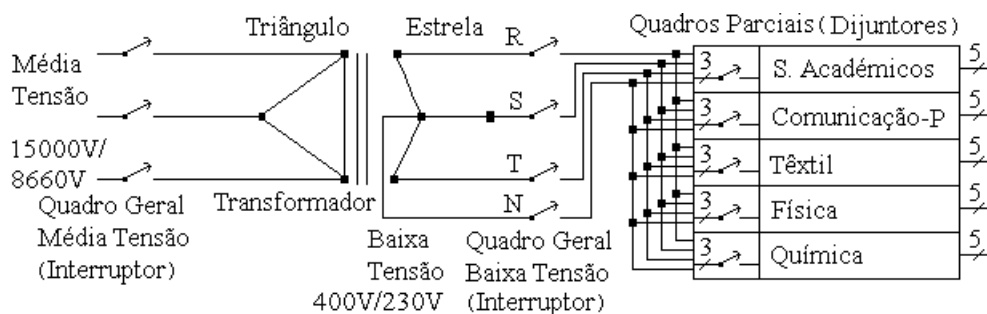 Triângulo
Estrela
Quadros Parciais (Dijuntores)
Média
Tensão
15000V/
8660V
Quadro Geral
Média Tensão
(Interruptor)
Transformador
R
S
T
N
Baixa
Tensão
400V/230V
Quadro Geral
Baixa Tensão
(Interruptor)
3
S. Académicos
5
3
Comunicação-P
5
3
Têxtil
5
3
Física
5
3
Química
5